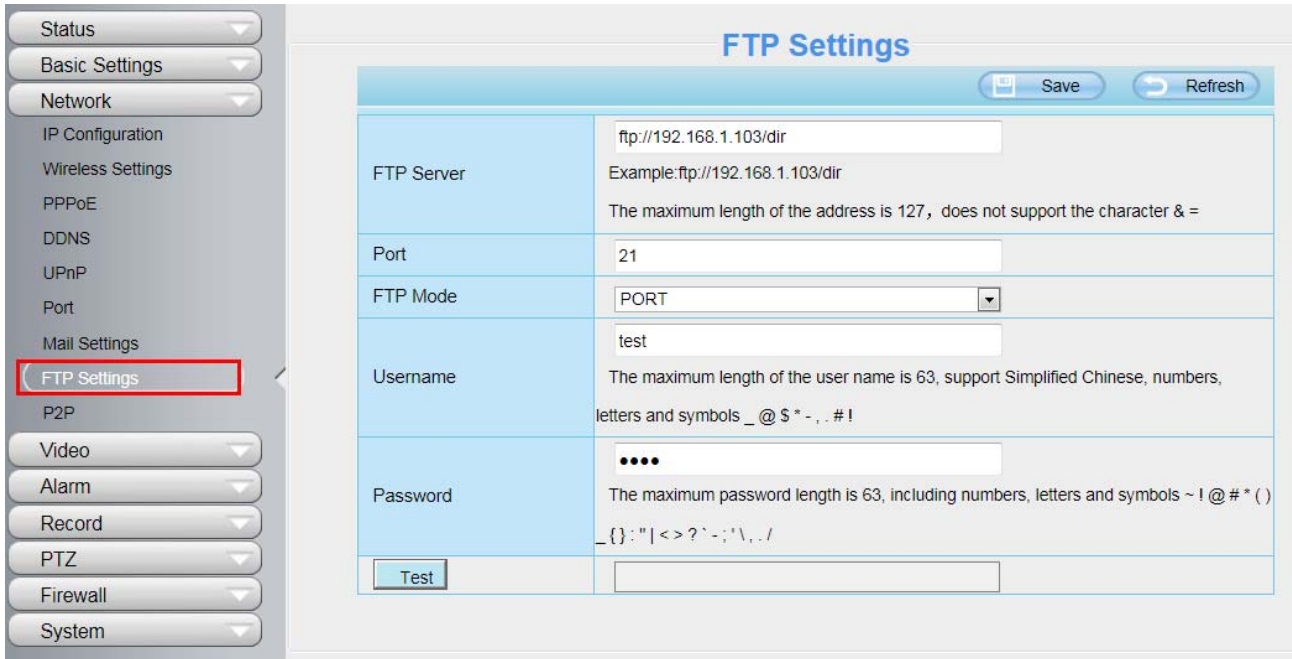 Status
Basic Settings
Network
IP Configuration
Wireless Settings
PPPoE
DDNS
UPnP
Port
Mail Settings
FTP Settings
P2P
Video
Alarm
Record
PTZ
Firewall
System
FTP Settings
Save Refresh
FTP Server
ftp://192.168.1.103/dir
Example:ftp://192.168.1.103/dir
The maximum length of the address is 127，does not support the character & =
Port
21
FTP Mode
PORT
Username
test
The maximum length of the user name is 63, support Simplified Chinese, numbers,
letters and symbols _ @ $ * - , . # !
Password
••••
The maximum password length is 63, including numbers, letters and symbols ~ ! @ # * ( )
_ { } : " | < > ? ` - ; ' \ , . /
Test